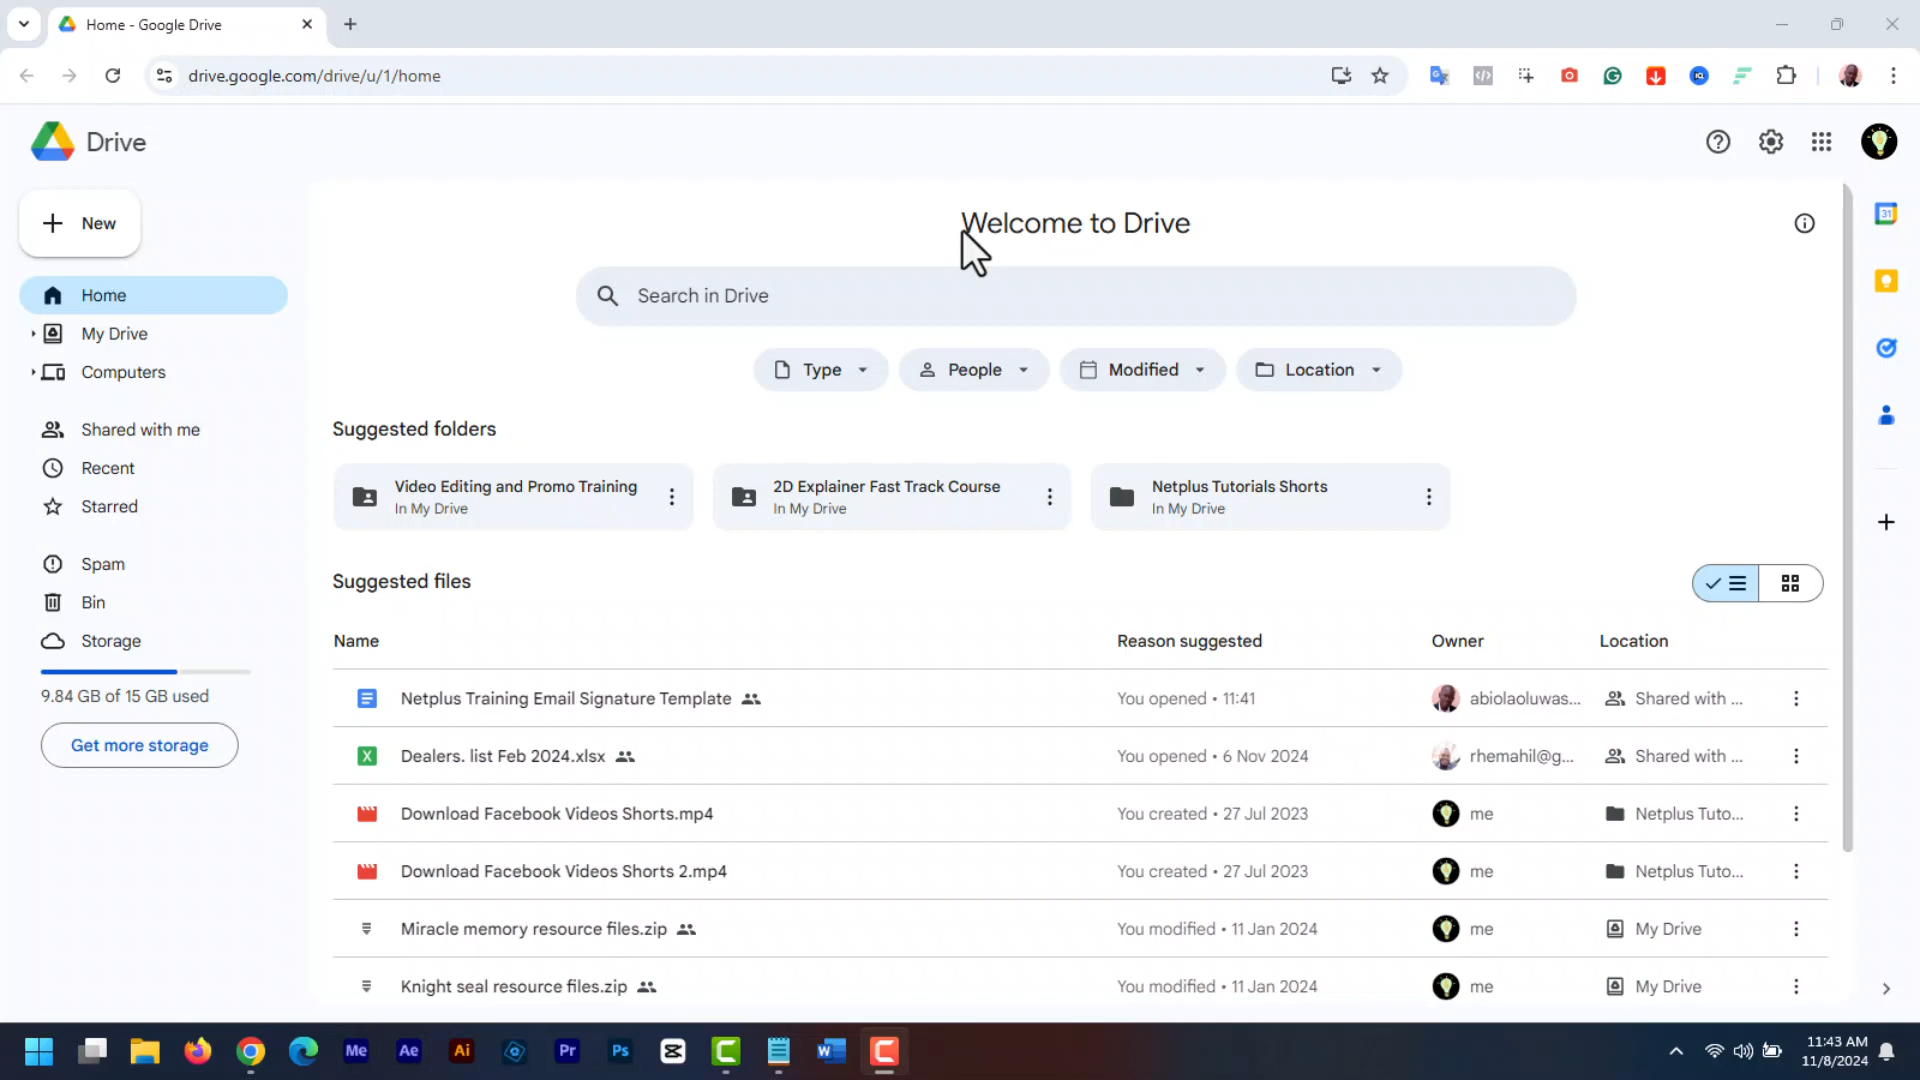 Home - Google Drive
drive.google.com/drive/u/1/home
Drive
New
Welcome to Drive
Search in Drive
Home
My Drive
Computers
Shared with me
Recent
Starred
Spam
Bin
Storage
9.84 GB of 15 GB used
Get more storage
Type People Modified Location
Suggested folders
Video Editing and Promo Training
In My Drive
2D Explainer Fast Track Course
In My Drive
Netplus Tutorials Shorts
In My Drive
Suggested files
Name Reason suggested Owner Location
Netplus Training Email Signature Template You opened • 11:41 abiolaoluwas... Shared with ...
Dealers. list Feb 2024.xlsx You opened • 6 Nov 2024 rhemahil@g... Shared with ...
Download Facebook Videos Shorts.mp4 You created • 27 Jul 2023 me Netplus Tuto...
Download Facebook Videos Shorts 2.mp4 You created • 27 Jul 2023 me Netplus Tuto...
Miracle memory resource files.zip You modified • 11 Jan 2024 me My Drive
Knight seal resource files.zip You modified • 11 Jan 2024 me My Drive
31
Me Ae Ai Pr Ps W
11:43 AM
11/8/2024